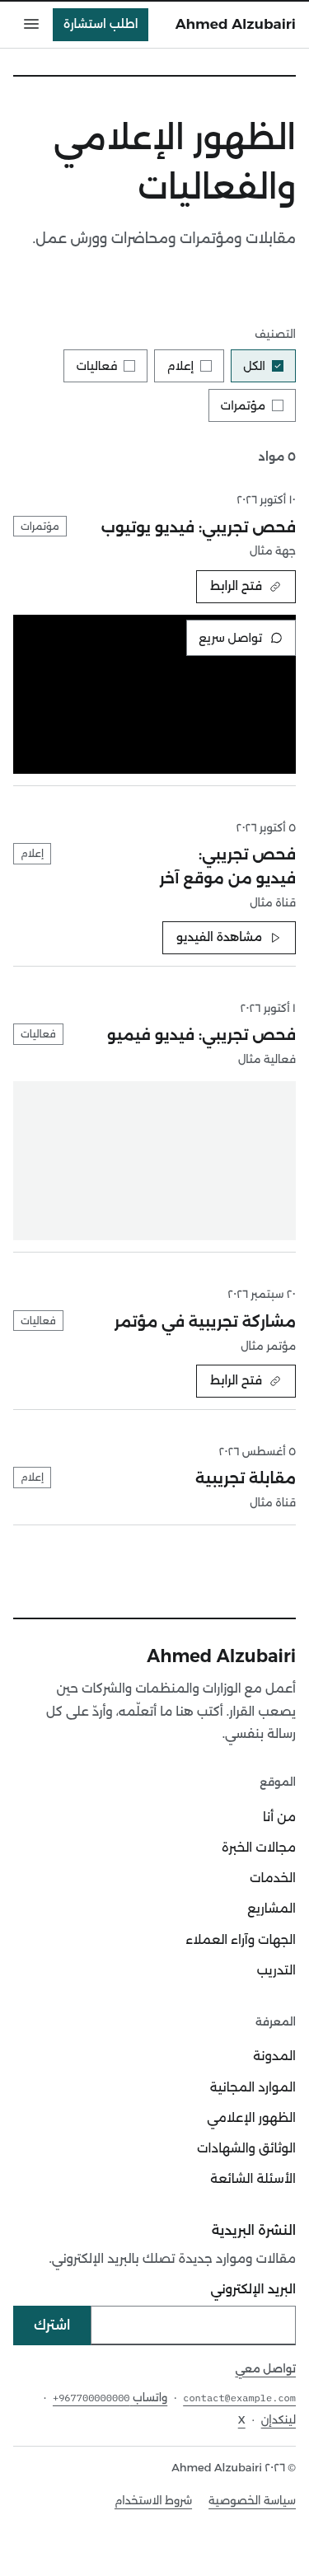 Ahmed Alzubairi
اطلب استشارة
الظهور الإعلامي
والفعاليات
مقابلات ومؤتمرات ومحاضرات وورش عمل.
التصنيف
الكل
إعلام
فعاليات
مؤتمرات
٥ مواد
١٠ أكتوبر ٢٠٢٦
فحص تجريبي: فيديو يوتيوب
مؤتمرات
جهة مثال
فتح الرابط
تواصل سريع
٥ أكتوبر ٢٠٢٦
فحص تجريبي:
فيديو من موقع آخر
إعلام
قناة مثال
مشاهدة الفيديو
١ أكتوبر ٢٠٢٦
فحص تجريبي: فيديو فيميو
فعاليات
فعالية مثال
٢٠ سبتمبر ٢٠٢٦
مشاركة تجريبية في مؤتمر
فعاليات
مؤتمر مثال
فتح الرابط
٥ أغسطس ٢٠٢٦
مقابلة تجريبية
إعلام
قناة مثال
Ahmed Alzubairi
أعمل مع الوزارات والمنظمات والشركات حين
يصعب القرار. أكتب هنا ما أتعلّمه، وأردّ على كل
رسالة بنفسي.
الموقع
من أنا
مجالات الخبرة
الخدمات
المشاريع
الجهات وآراء العملاء
التدريب
المعرفة
المدونة
الموارد المجانية
الظهور الإعلامي
الوثائق والشهادات
الأسئلة الشائعة
النشرة البريدية
مقالات وموارد جديدة تصلك بالبريد الإلكتروني.
البريد الإلكتروني
اشترك
تواصل معي
contact@example.com · واتساب +967700000000 ·
لينكدإن · X
© ٢٠٢٦ Ahmed Alzubairi
سياسة الخصوصية
شروط الاستخدام